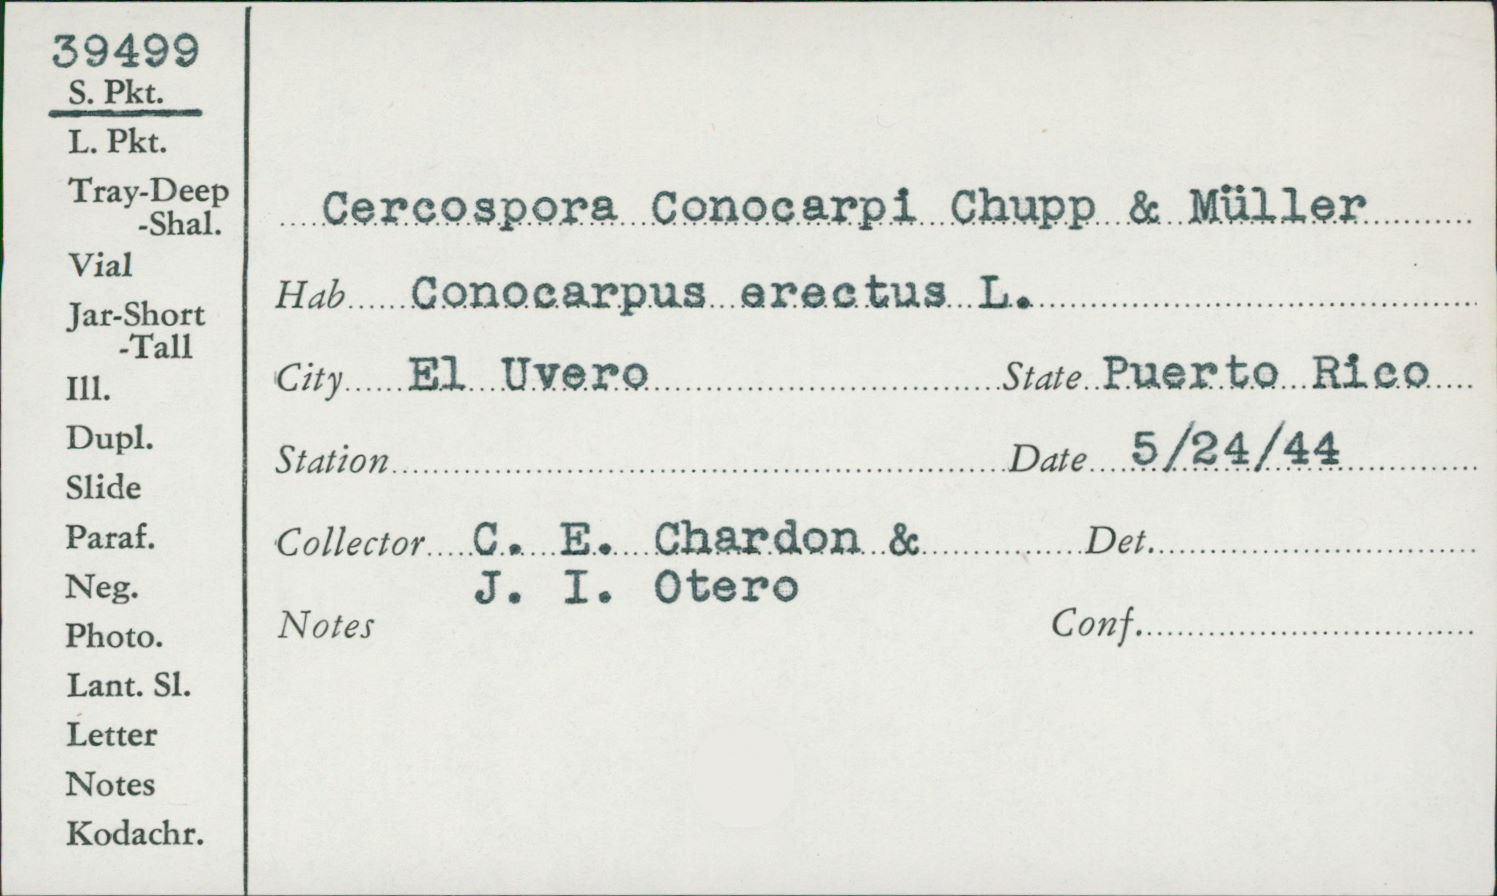 39499
S. Pkt.
L. Pkt.
Tray-Deep
-Shal.
Vial
Jar-Short
-Tall
Ill.
Dupl.
Slide
Paraf.
Neg.
Photo.
Lant. Sl.
Letter
Notes
Kodachr.
Cercospora Conocarpi Chupp & Müller
Hab Conocarpus erectus L.
City El Uvero State Puerto Rico
Station Date 5/24/44
Collector C. E. Chardon & Det.
J. I. Otero
Notes Conf.